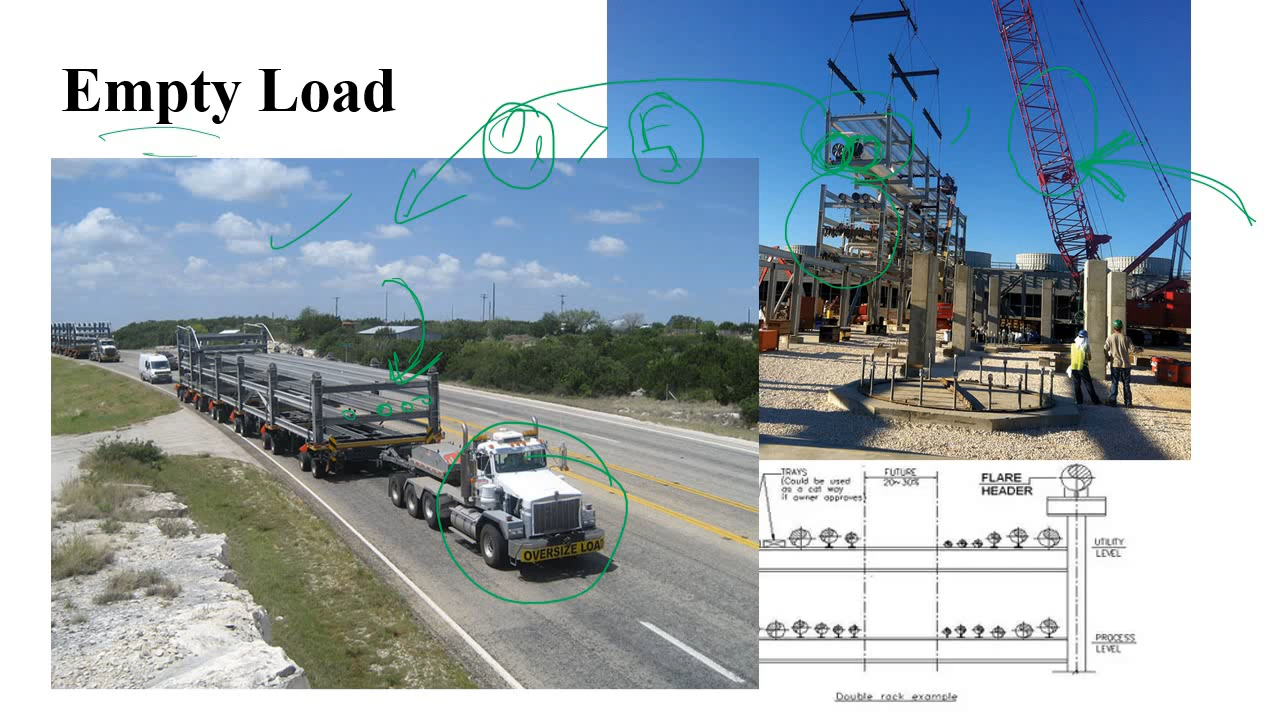 Empty Load
5
OVERSIZE LOAD
TRAYS
(Could be used
as a cat way
if owner approves)
FUTURE
20~30%
FLARE
HEADER
UTILITY
LEVEL
PROCESS
LEVEL
Double rack example